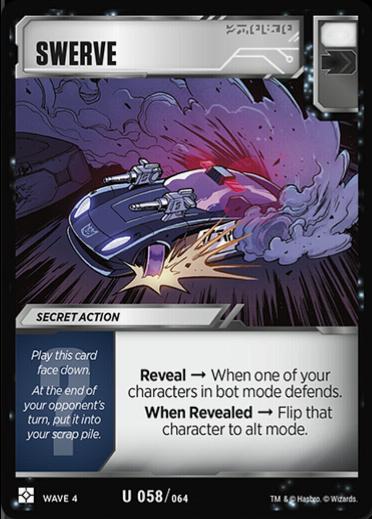 SWERVE
SECRET ACTION
Play this card
face down.
At the end of
your opponent's
turn, put it into
your scrap pile.
Reveal → When one of your
characters in bot mode defends.
When Revealed → Flip that
character to alt mode.
WAVE 4
U 058/064
TM & © Hasbro. © Wizards.